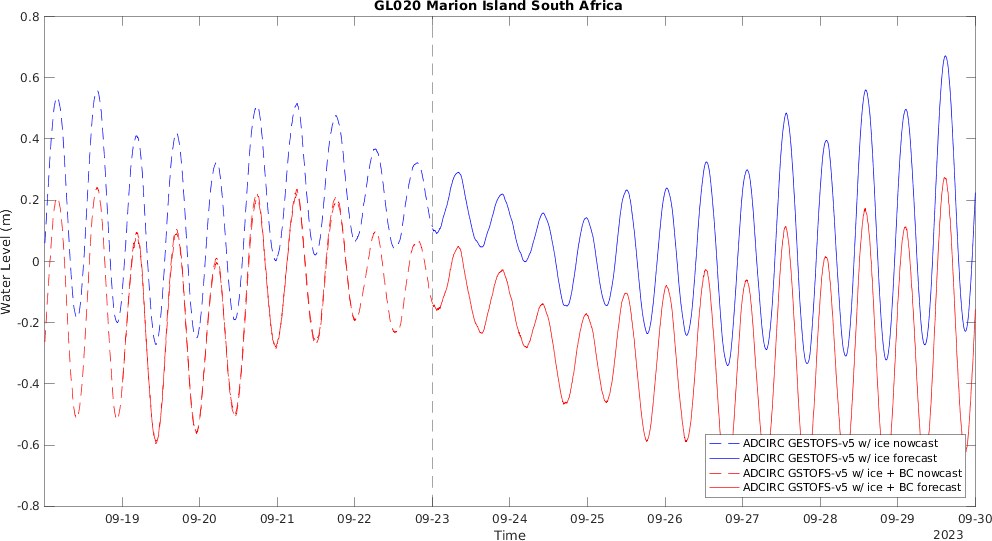 GL020 Marion Island South Africa
0.8
0.6
0.4
0.2
0
-0.2
-0.4
-0.6
-0.8
Water Level (m)
ADCIRC GESTOFS-v5 w/ ice nowcast
ADCIRC GESTOFS-v5 w/ ice forecast
ADCIRC GSTOFS-v5 w/ ice + BC nowcast
ADCIRC GSTOFS-v5 w/ ice + BC forecast
09-19 09-20 09-21 09-22 09-23 09-24 09-25 09-26 09-27 09-28 09-29 09-30
Time
2023